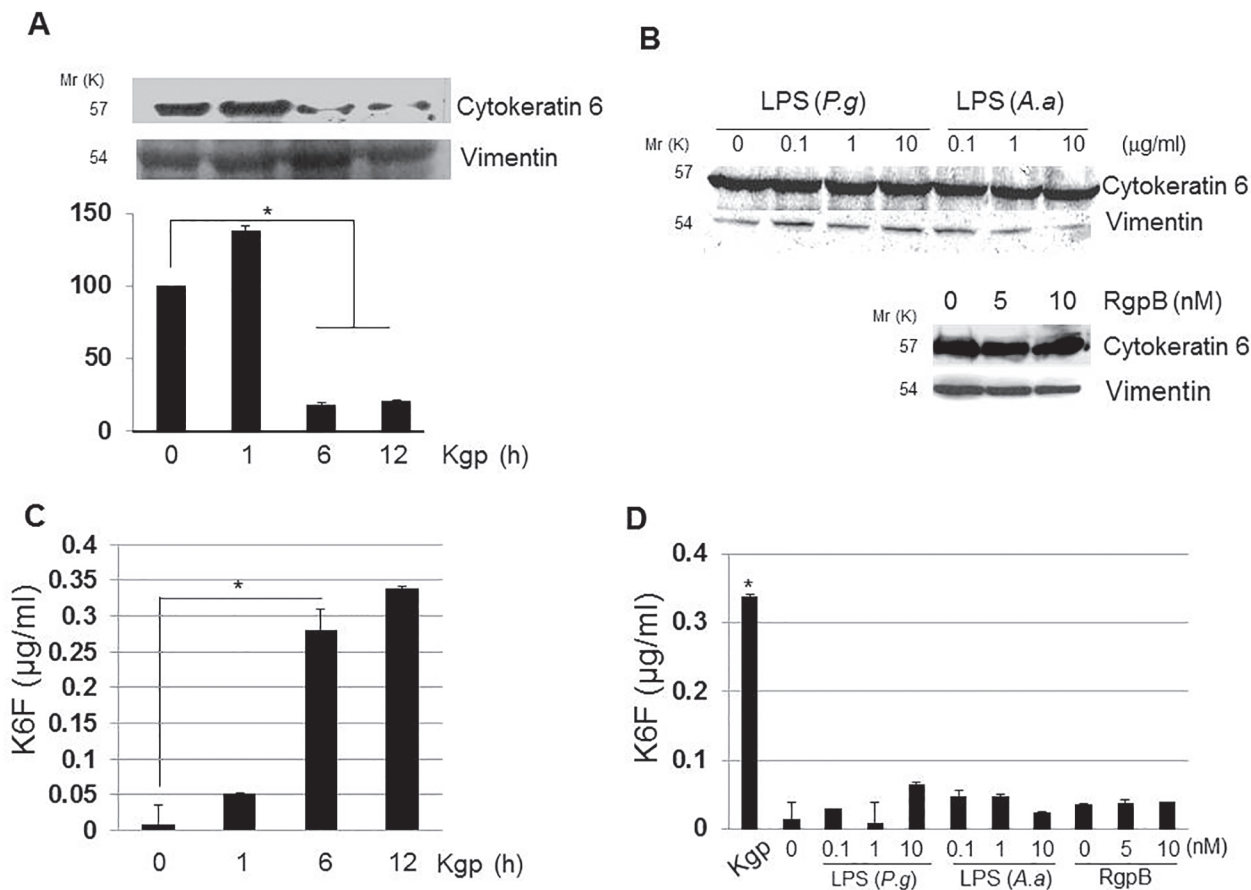 A
Mr (K)
57
Cytokeratin 6
54
Vimentin
*
150
100
50
0
0 1 6 12 Kgp (h)
B
LPS (P.g) LPS (A.a)
Mr (K) 0 0.1 1 10 0.1 1 10 (μg/ml)
57
Cytokeratin 6
54
Vimentin
0 5 10 RgpB (nM)
Mr (K)
57
Cytokeratin 6
54
Vimentin
C
K6F (μg/ml)
0.4
0.35
0.3
0.25
0.2
0.15
0.1
0.05
0
*
0 1 6 12 Kgp (h)
D
K6F (μg/ml)
0.4
0.3
0.2
0.1
0
*
Kgp 0 0.1 1 10 0.1 1 10 0 5 10 (nM)
LPS (P.g) LPS (A.a) RgpB